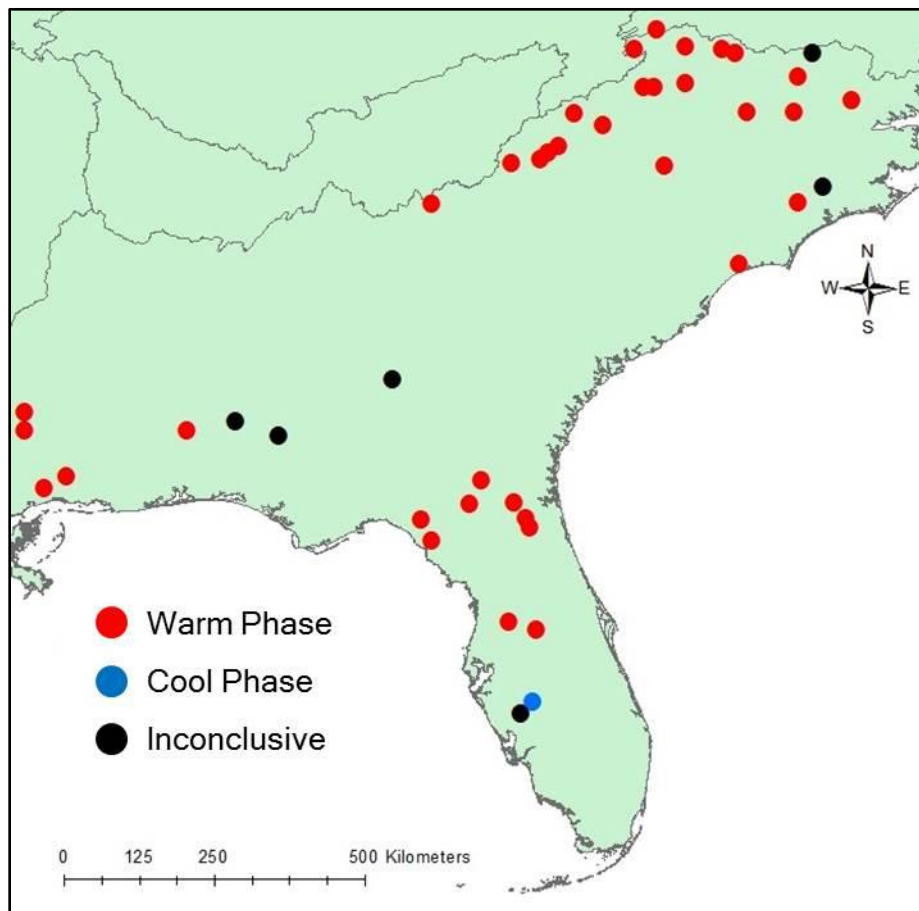 N
W E
S
Warm Phase
Cool Phase
Inconclusive
0 125 250 500 Kilometers